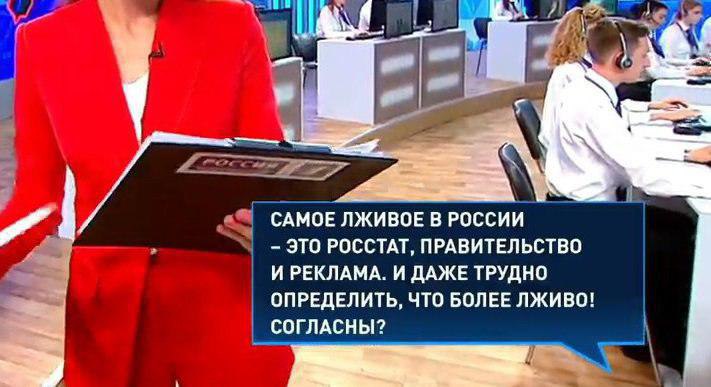 РОССИЯ
САМОЕ ЛЖИВОЕ В РОССИИ
– ЭТО РОССТАТ, ПРАВИТЕЛЬСТВО
И РЕКЛАМА. И ДАЖЕ ТРУДНО
ОПРЕДЕЛИТЬ, ЧТО БОЛЕЕ ЛЖИВО!
СОГЛАСНЫ?